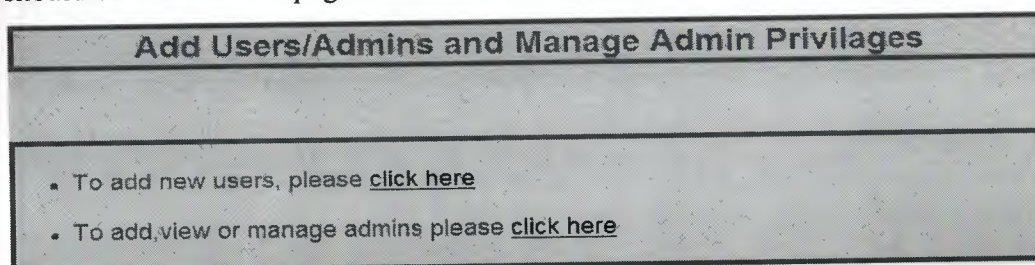 Add Users/Admins and Manage Admin Privilages
• To add new users, please click here
• To add,view or manage admins please click here